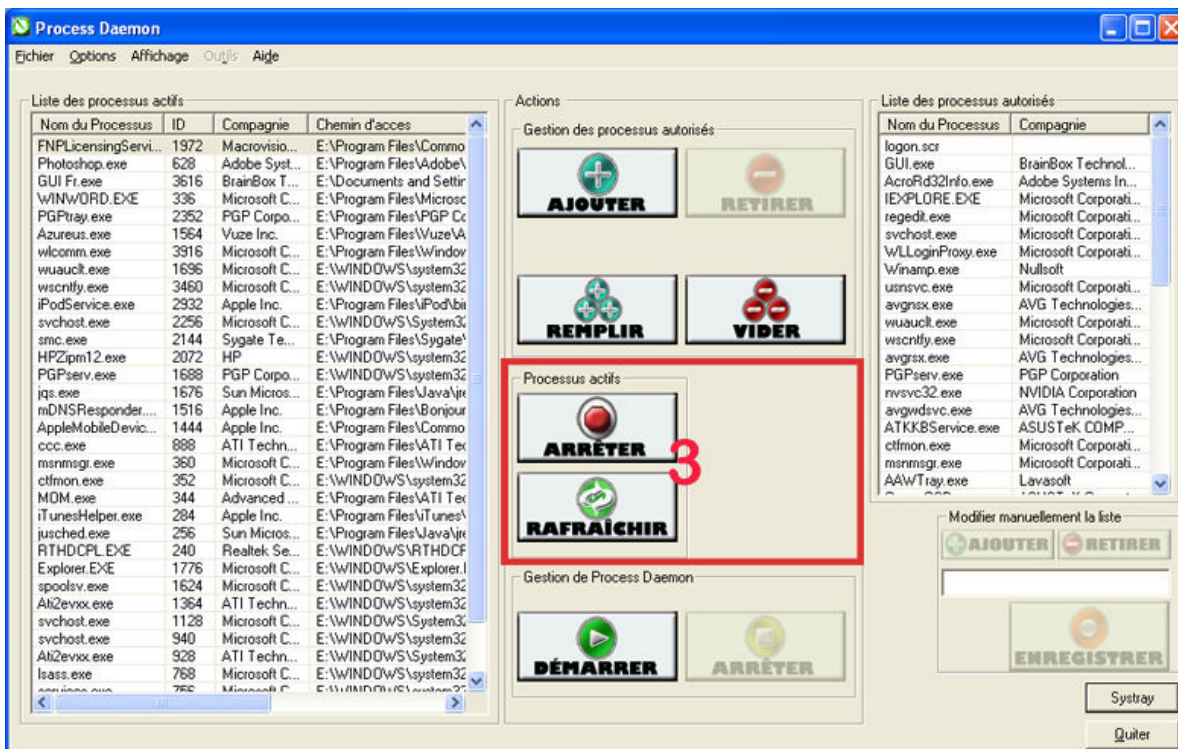 Process Daemon
Fichier Options Affichage Outils Aide
Liste des processus actifs
Nom du Processus ID Compagnie Chemin d'acces
FNPLicensingServi... 1972 Macrovisio... E:\Program Files\Commo
Photoshop.exe 628 Adobe Syst... E:\Program Files\Adobe\
GUI Fr.exe 3616 BrainBox T... E:\Documents and Settin
WINWORD.EXE 336 Microsoft C... E:\Program Files\Microsc
PGPtray.exe 2352 PGP Corpo... E:\Program Files\PGP Cc
Azureus.exe 1564 Vuze Inc. E:\Program Files\Vuze\A
wlcomm.exe 3916 Microsoft C... E:\Program Files\Window
wuauclt.exe 1696 Microsoft C... E:\WINDOWS\system32
wscntfy.exe 3460 Microsoft C... E:\WINDOWS\system32
iPodService.exe 2932 Apple Inc. E:\Program Files\iPod\bin
svchost.exe 2256 Microsoft C... E:\WINDOWS\System32
smc.exe 2144 Sygate Te... E:\Program Files\Sygate\
HPZipm12.exe 2072 HP E:\WINDOWS\system32
PGPserv.exe 1688 PGP Corpo... E:\WINDOWS\system32
jqs.exe 1676 Sun Micros... E:\Program Files\Java\jre
mDNSResponder.... 1516 Apple Inc. E:\Program Files\Bonjour
AppleMobileDevic... 1444 Apple Inc. E:\Program Files\Commo
ccc.exe 888 ATI Techn... E:\Program Files\ATI Tec
msnmsgr.exe 360 Microsoft C... E:\Program Files\Window
ctfmon.exe 352 Microsoft C... E:\WINDOWS\system32
MOM.exe 344 Advanced ... E:\Program Files\ATI Tec
iTunesHelper.exe 284 Apple Inc. E:\Program Files\iTunes\
jusched.exe 256 Sun Micros... E:\Program Files\Java\jre
RTHDCPL.EXE 240 Realtek Se... E:\WINDOWS\RTHDCF
Explorer.EXE 1776 Microsoft C... E:\WINDOWS\Explorer.I
spoolsv.exe 1624 Microsoft C... E:\WINDOWS\system32
Ati2evxx.exe 1364 ATI Techn... E:\WINDOWS\system32
svchost.exe 1128 Microsoft C... E:\WINDOWS\System32
svchost.exe 940 Microsoft C... E:\WINDOWS\system32
Ati2evxx.exe 928 ATI Techn... E:\WINDOWS\System32
lsass.exe 768 Microsoft C... E:\WINDOWS\system32
Actions
Gestion des processus autorisés
AJOUTER RETIRER
REMPLIR VIDER
Processus actifs
ARRÊTER
3
RAFRAÎCHIR
Gestion de Process Daemon
DÉMARRER ARRÊTER
Liste des processus autorisés
Nom du Processus Compagnie
logon.scr
GUI.exe BrainBox Technol...
AcroRd32Info.exe Adobe Systems In...
IEXPLORE.EXE Microsoft Corporati...
regedit.exe Microsoft Corporati...
svchost.exe Microsoft Corporati...
WLLoginProxy.exe Microsoft Corporati...
Winamp.exe Nullsoft
usnsvc.exe Microsoft Corporati...
avgnsx.exe AVG Technologies...
wuauclt.exe Microsoft Corporati...
wscntfy.exe Microsoft Corporati...
avgrsx.exe AVG Technologies...
PGPserv.exe PGP Corporation
nvsvc32.exe NVIDIA Corporation
avgwdsvc.exe AVG Technologies...
ATKKBService.exe ASUSTeK COMP...
ctfmon.exe Microsoft Corporati...
msnmsgr.exe Microsoft Corporati...
AAWTray.exe Lavasoft
Modifier manuellement la liste
AJOUTER RETIRER
ENREGISTRER
Systray
Quiter